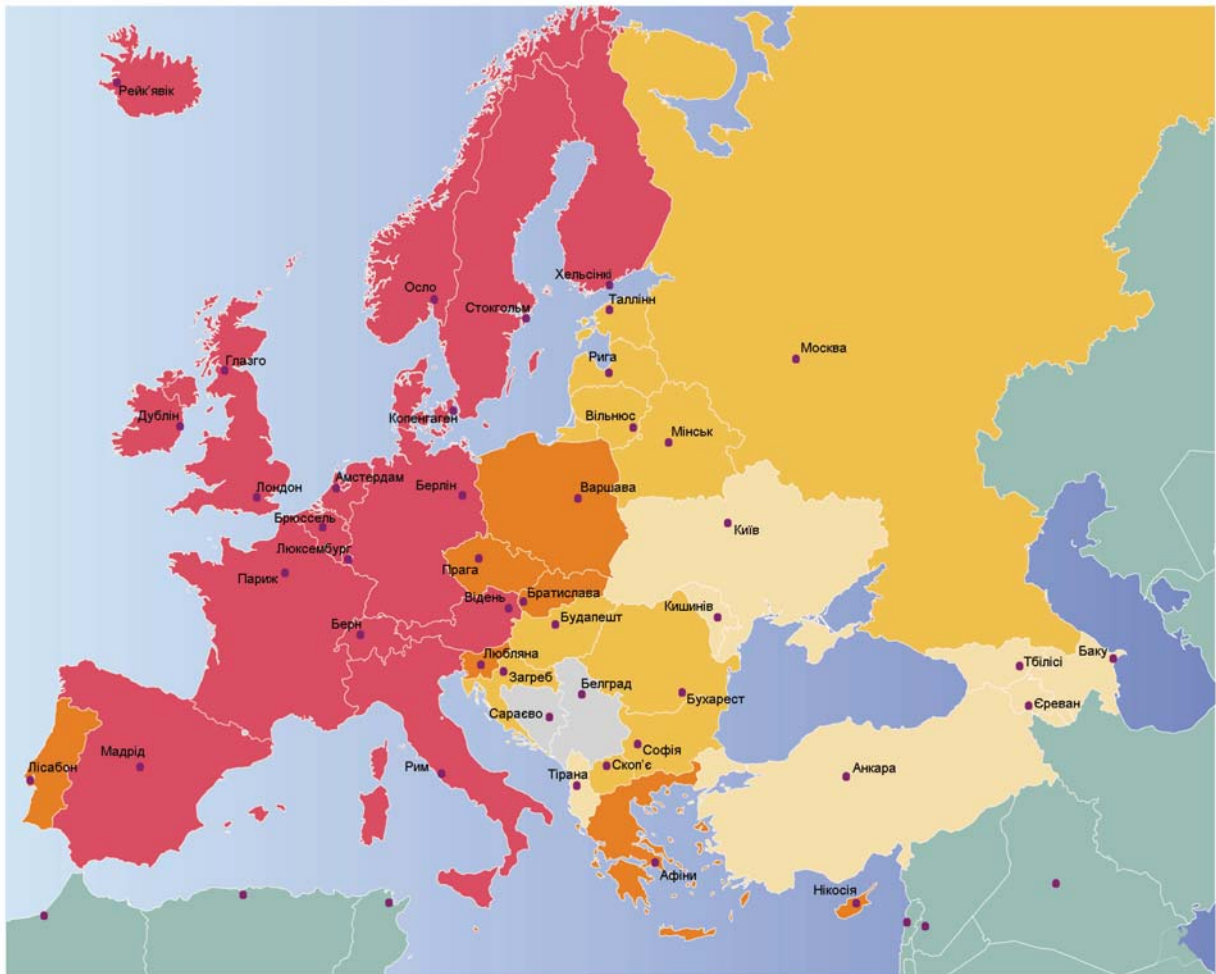 Рейк'явік
Хельсінкі
Осло
Таллінн
Стокгольм
Москва
Рига
Глазго
Дублін
Копенгаген
Вільнюс
Мінськ
Амстердам
Берлін
Варшава
Лондон
Брюссель
Київ
Люксембург
Прага
Париж
Братислава
Відень
Кишинів
Берн
Будапешт
Любляна
Тбілісі
Баку
Загреб
Белград
Бухарест
Єреван
Сараєво
Софія
Мадрід
Лісабон
Рим
Скоп'є
Тірана
Анкара
Афіни
Нікосія